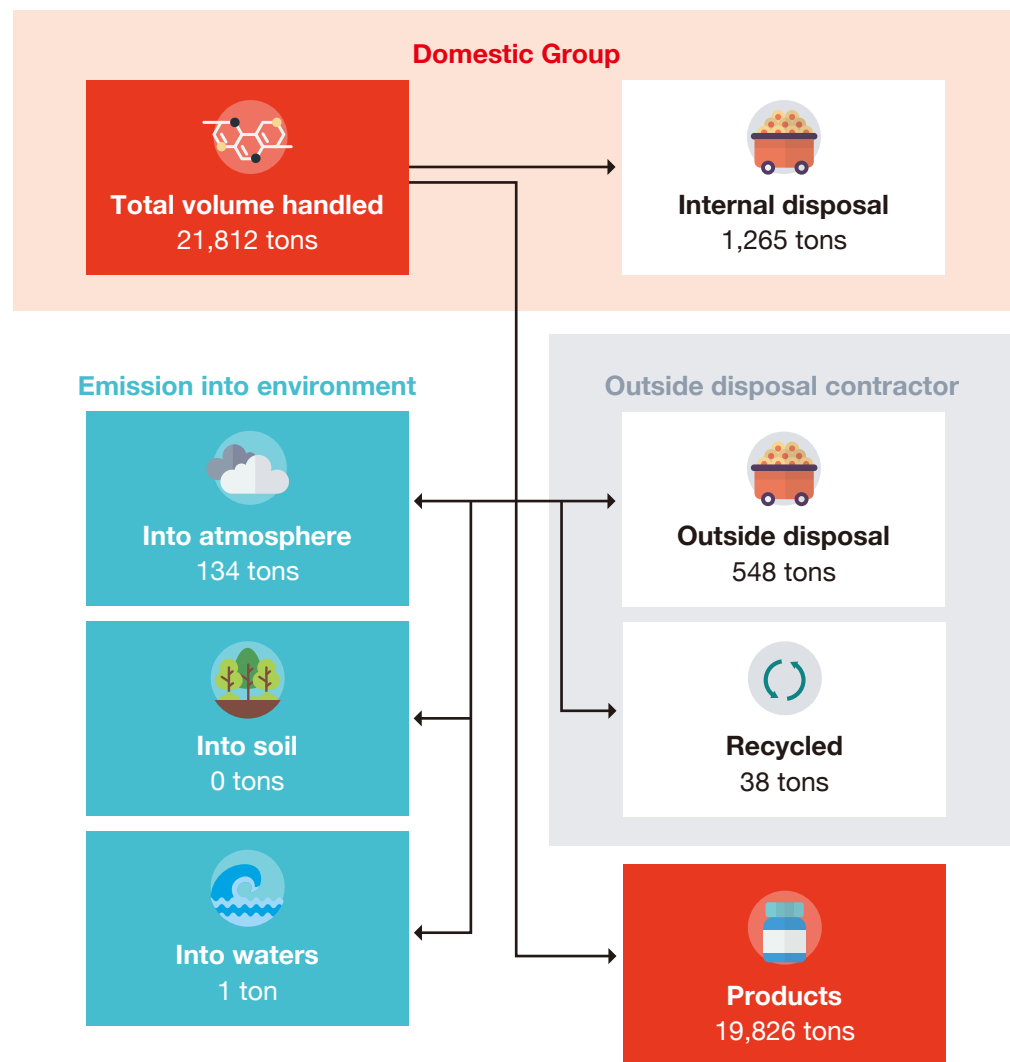 Domestic Group
Total volume handled
21,812 tons
Internal disposal
1,265 tons
Emission into environment
Into atmosphere
134 tons
Into soil
0 tons
Into waters
1 ton
Outside disposal contractor
Outside disposal
548 tons
Recycled
38 tons
Products
19,826 tons